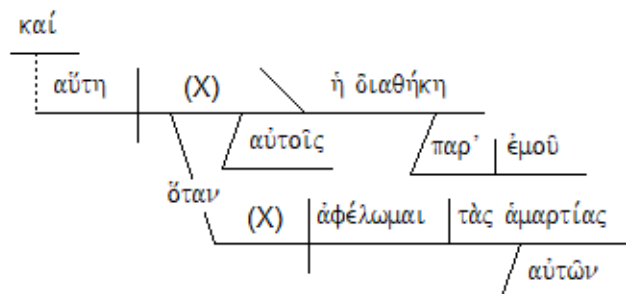 καί
αὕτη (X) ἡ διαθήκη
αὐτοῖς παρ’ ἐμοῦ
ὅταν
(X) ἀφέλωμαι τὰς ἁμαρτίας
αὐτῶν